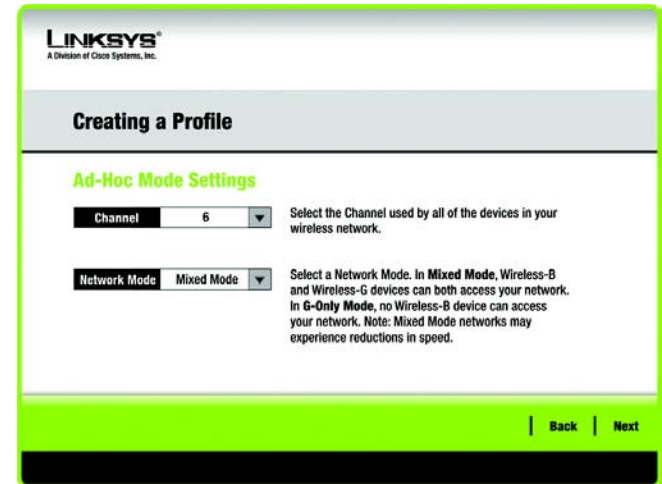 LINKSYS®
A Division of Cisco Systems, Inc.
Creating a Profile
Ad-Hoc Mode Settings
Channel 6
Select the Channel used by all of the devices in your
wireless network.
Network Mode Mixed Mode
Select a Network Mode. In Mixed Mode, Wireless-B
and Wireless-G devices can both access your network.
In G-Only Mode, no Wireless-B device can access
your network. Note: Mixed Mode networks may
experience reductions in speed.
Back Next